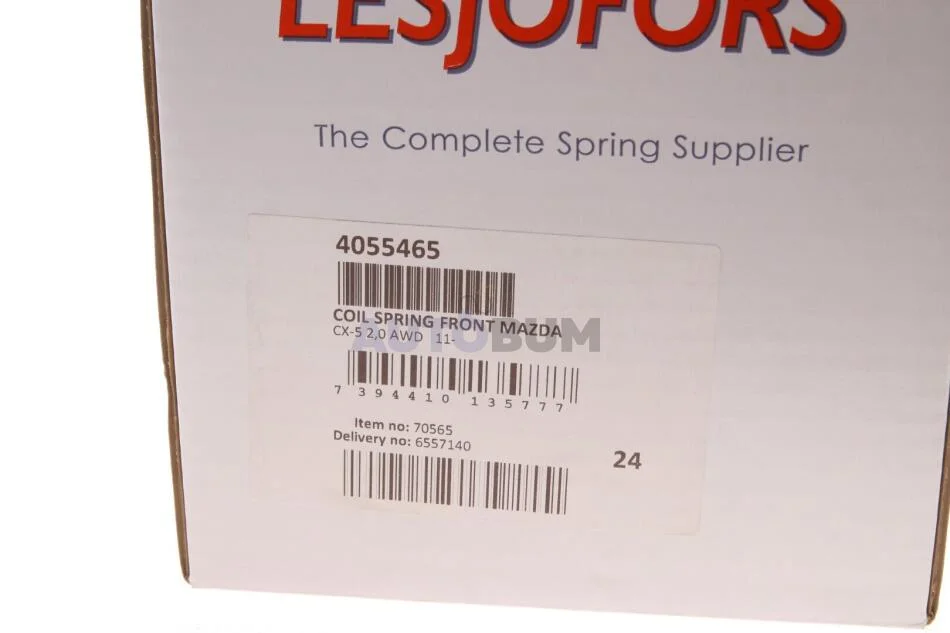 LESJÖFORS
The Complete Spring Supplier
4055465
COIL SPRING FRONT MAZDA
CX-5 2,0 AWD 11-
AUTOBUM
7 394410 135777
Item no: 70565
Delivery no: 6557140
24